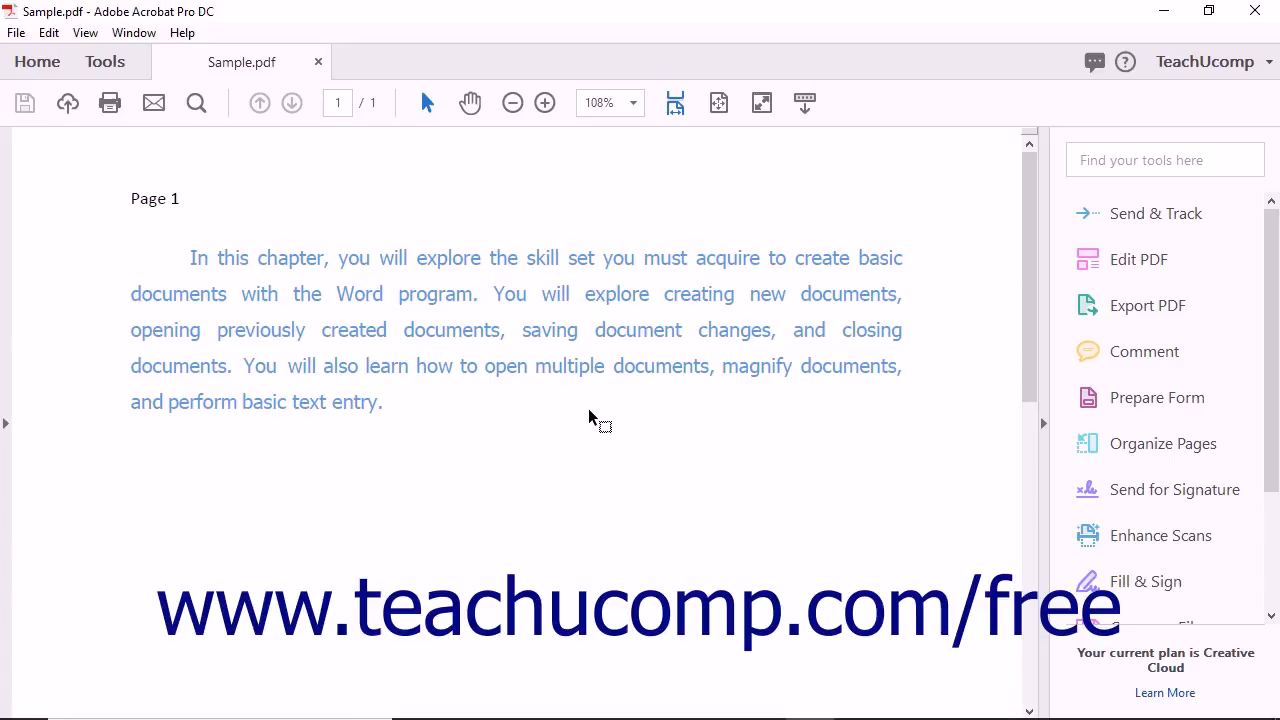 Sample.pdf - Adobe Acrobat Pro DC
File Edit View Window Help
Home Tools Sample.pdf × TeachUcomp
1 / 1 108%
Find your tools here
Page 1
In this chapter, you will explore the skill set you must acquire to create basic
documents with the Word program. You will explore creating new documents,
opening previously created documents, saving document changes, and closing
documents. You will also learn how to open multiple documents, magnify documents,
and perform basic text entry.
Send & Track
Edit PDF
Export PDF
Comment
Prepare Form
Organize Pages
Send for Signature
Enhance Scans
Fill & Sign
www.teachucomp.com/free
Your current plan is Creative
Cloud
Learn More